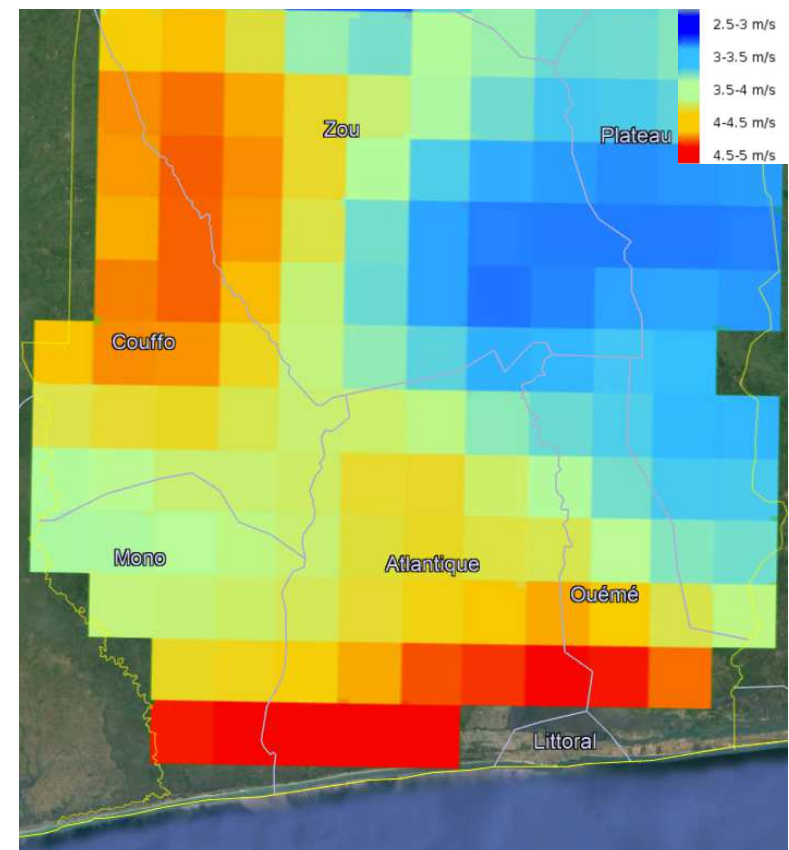 2.5-3 m/s
3-3.5 m/s
3.5-4 m/s
4-4.5 m/s
4.5-5 m/s
Zou
Plateau
Couffo
Mono
Atlantique
Ouémé
Littoral